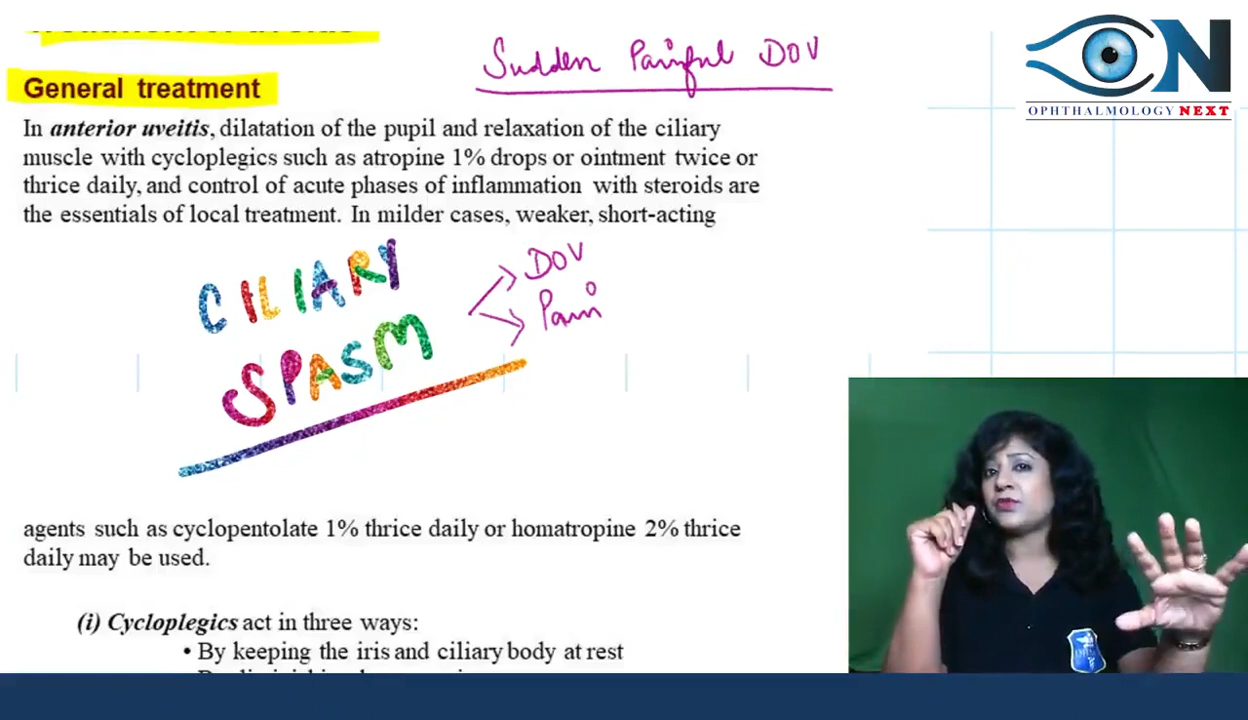 Sudden Painful DOV
General treatment
In anterior uveitis, dilatation of the pupil and relaxation of the ciliary
muscle with cycloplegics such as atropine 1% drops or ointment twice or
thrice daily, and control of acute phases of inflammation with steroids are
the essentials of local treatment. In milder cases, weaker, short-acting
CILIARY
SPASM
DOV
Pain
agents such as cyclopentolate 1% thrice daily or homatropine 2% thrice
daily may be used.
(i) Cycloplegics act in three ways:
• By keeping the iris and ciliary body at rest
N
OPHTHALMOLOGY NEXT